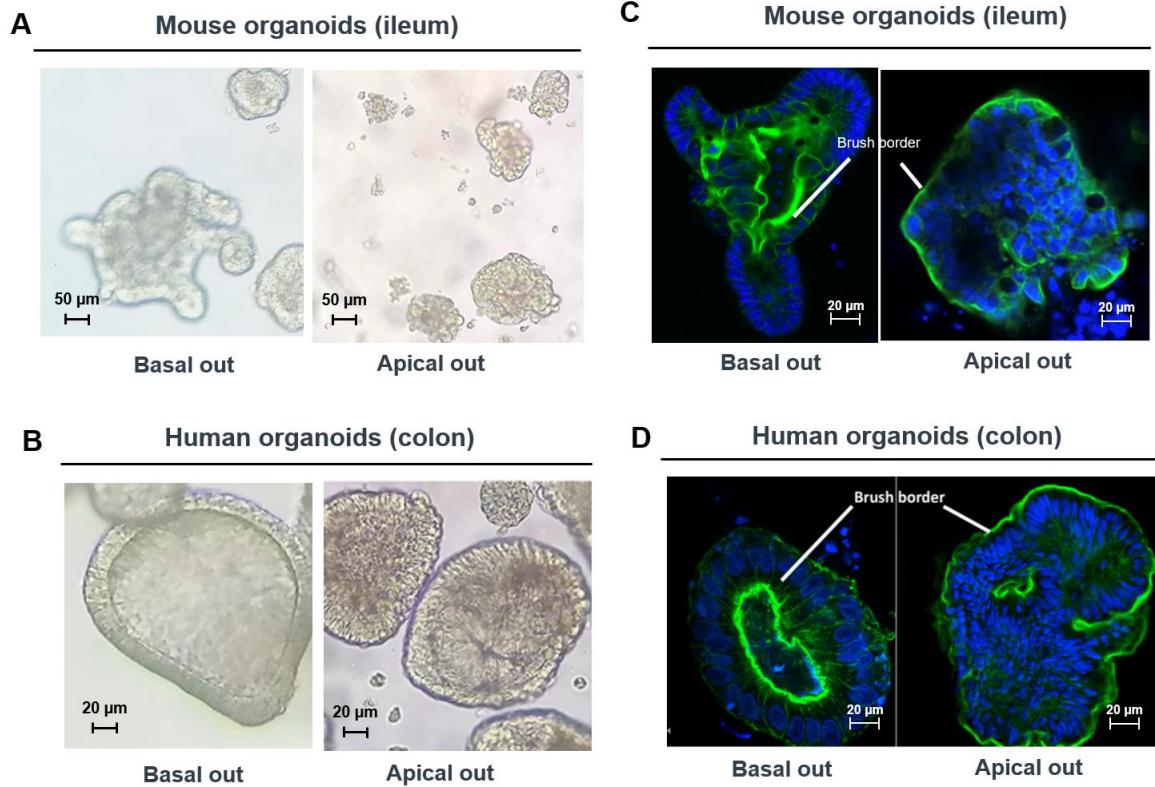 A
Mouse organoids (ileum)
50 µm
50 µm
Basal out
Apical out
B
Human organoids (colon)
20 µm
20 µm
Basal out
Apical out
C
Mouse organoids (ileum)
Brush border
20 µm
20 µm
Basal out
Apical out
D
Human organoids (colon)
Brush border
20 µm
20 µm
Basal out
Apical out